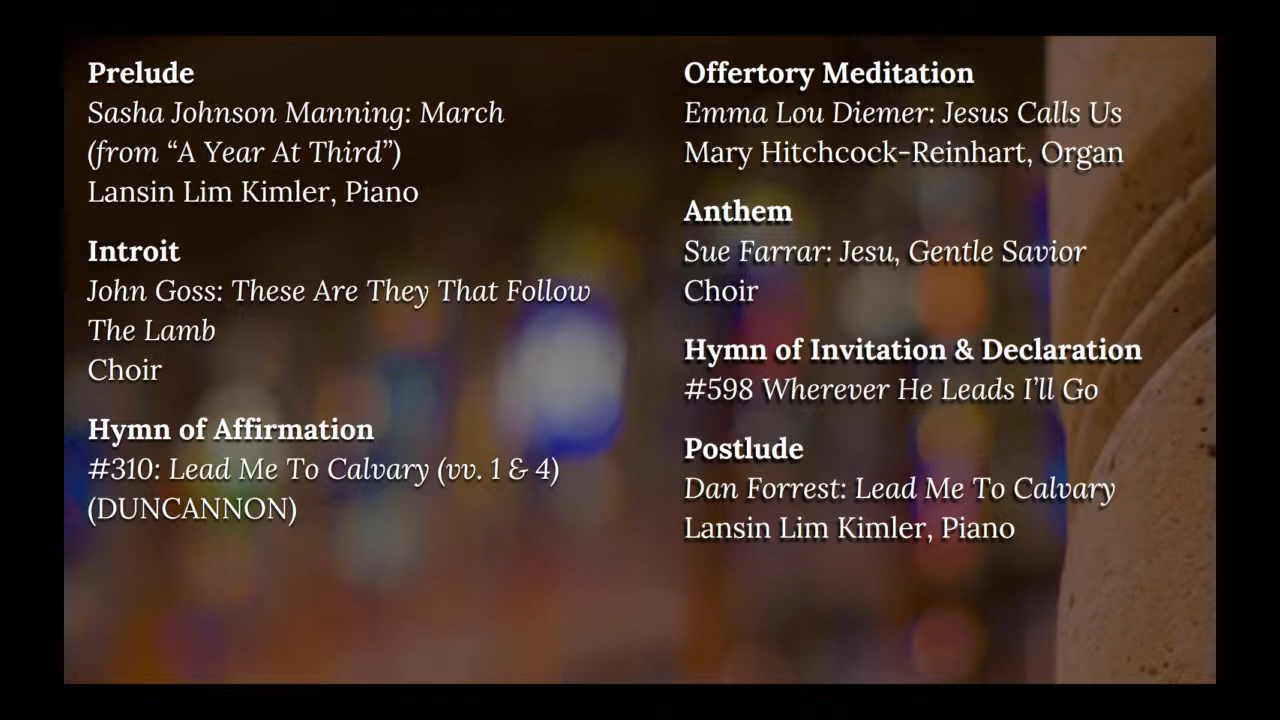 Prelude
Sasha Johnson Manning: March
(from “A Year At Third”)
Lansin Lim Kimler, Piano
Introit
John Goss: These Are They That Follow
The Lamb
Choir
Hymn of Affirmation
#310: Lead Me To Calvary (vv. 1 & 4)
(DUNCANNON)
Offertory Meditation
Emma Lou Diemer: Jesus Calls Us
Mary Hitchcock-Reinhart, Organ
Anthem
Sue Farrar: Jesu, Gentle Savior
Choir
Hymn of Invitation & Declaration
#598 Wherever He Leads I’ll Go
Postlude
Dan Forrest: Lead Me To Calvary
Lansin Lim Kimler, Piano